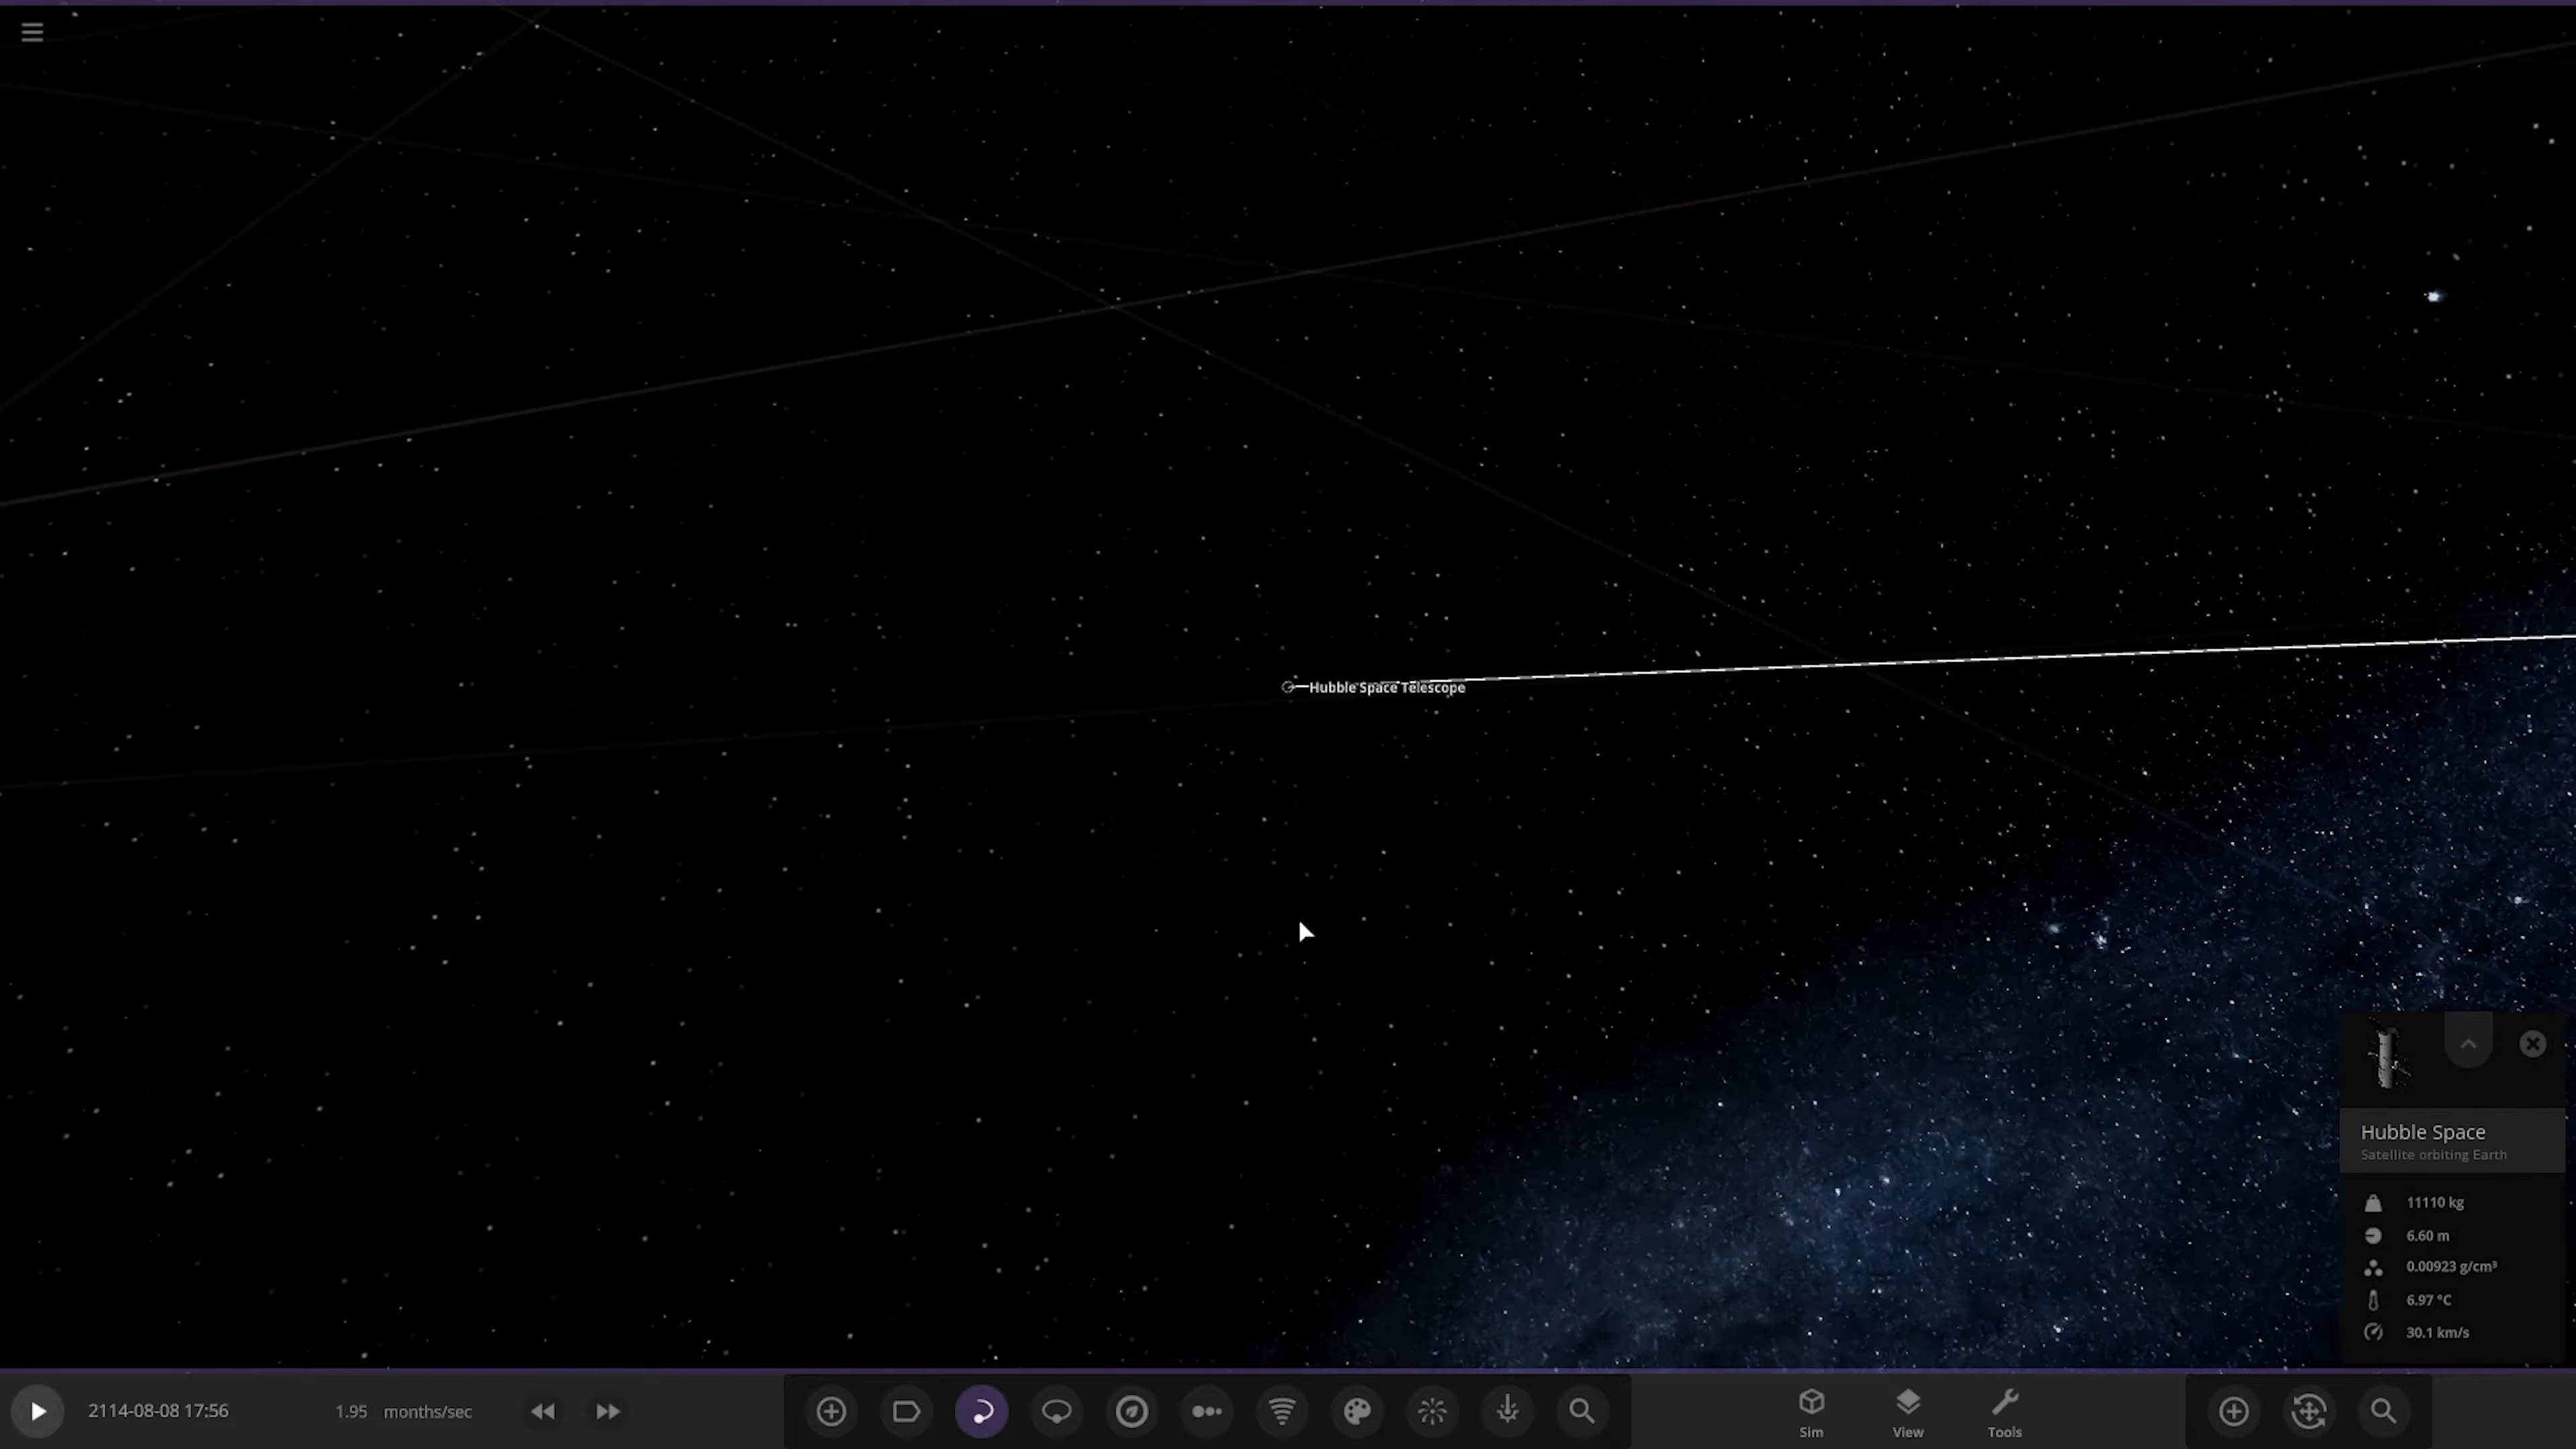 Hubble Space Telescope
Hubble Space
Satellite orbiting Earth
11110 kg
6.60 m
0.00923 g/cm³
6.97 °C
30.1 km/s
2114-08-08 17:56
1.95 months/sec
Sim
View
Tools